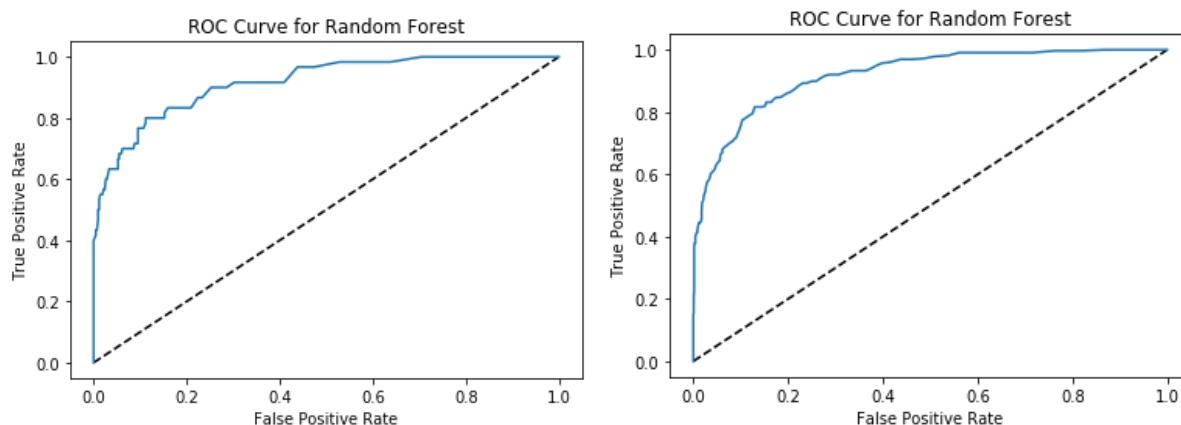 ROC Curve for Random Forest
True Positive Rate
1.0
0.8
0.6
0.4
0.2
0.0
0.0 0.2 0.4 0.6 0.8 1.0
False Positive Rate
ROC Curve for Random Forest
True Positive Rate
1.0
0.8
0.6
0.4
0.2
0.0
0.0 0.2 0.4 0.6 0.8 1.0
False Positive Rate